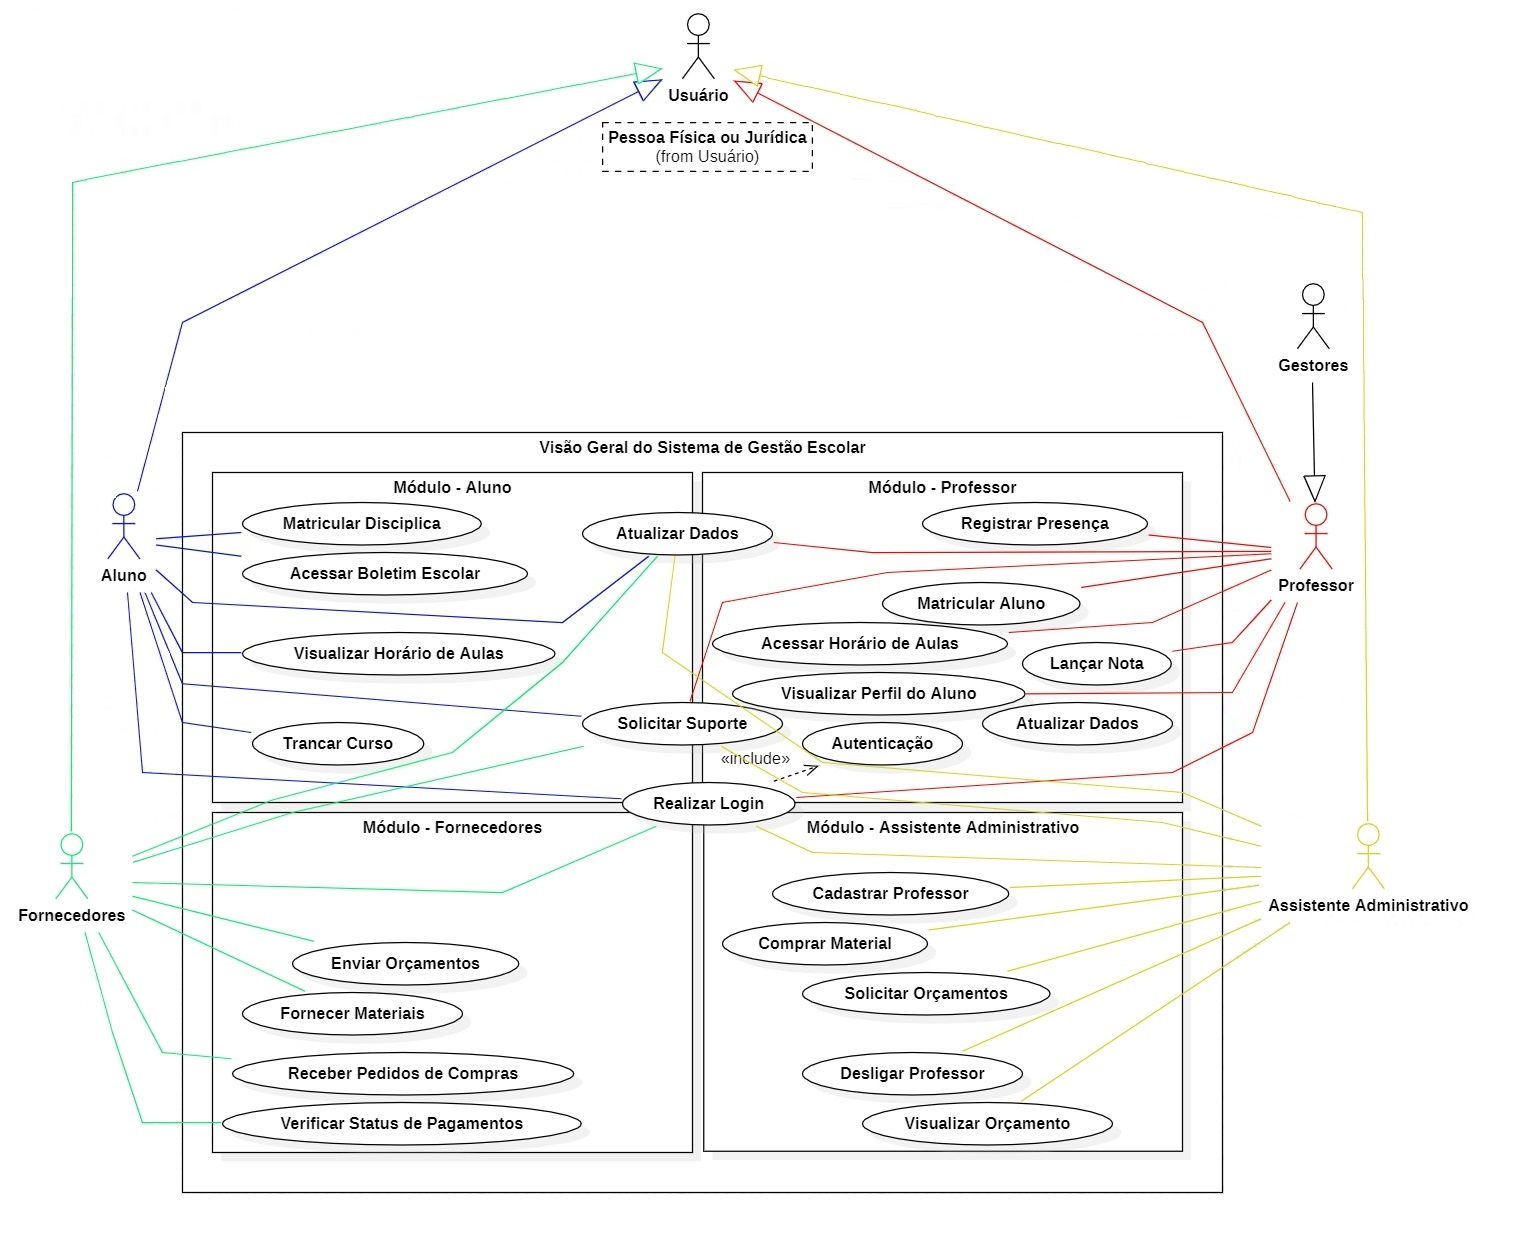 Usuário
Pessoa Física ou Jurídica
(from Usuário)
Gestores
Visão Geral do Sistema de Gestão Escolar
Módulo - Aluno
Módulo - Professor
Matricular Disciplica
Atualizar Dados
Registrar Presença
Acessar Boletim Escolar
Aluno
Professor
Matricular Aluno
Visualizar Horário de Aulas
Acessar Horário de Aulas
Lançar Nota
Visualizar Perfil do Aluno
Solicitar Suporte
Atualizar Dados
Trancar Curso
Autenticação
«include»
Realizar Login
Módulo - Fornecedores
Módulo - Assistente Administrativo
Fornecedores
Cadastrar Professor
Assistente Administrativo
Comprar Material
Enviar Orçamentos
Solicitar Orçamentos
Fornecer Materiais
Receber Pedidos de Compras
Desligar Professor
Verificar Status de Pagamentos
Visualizar Orçamento